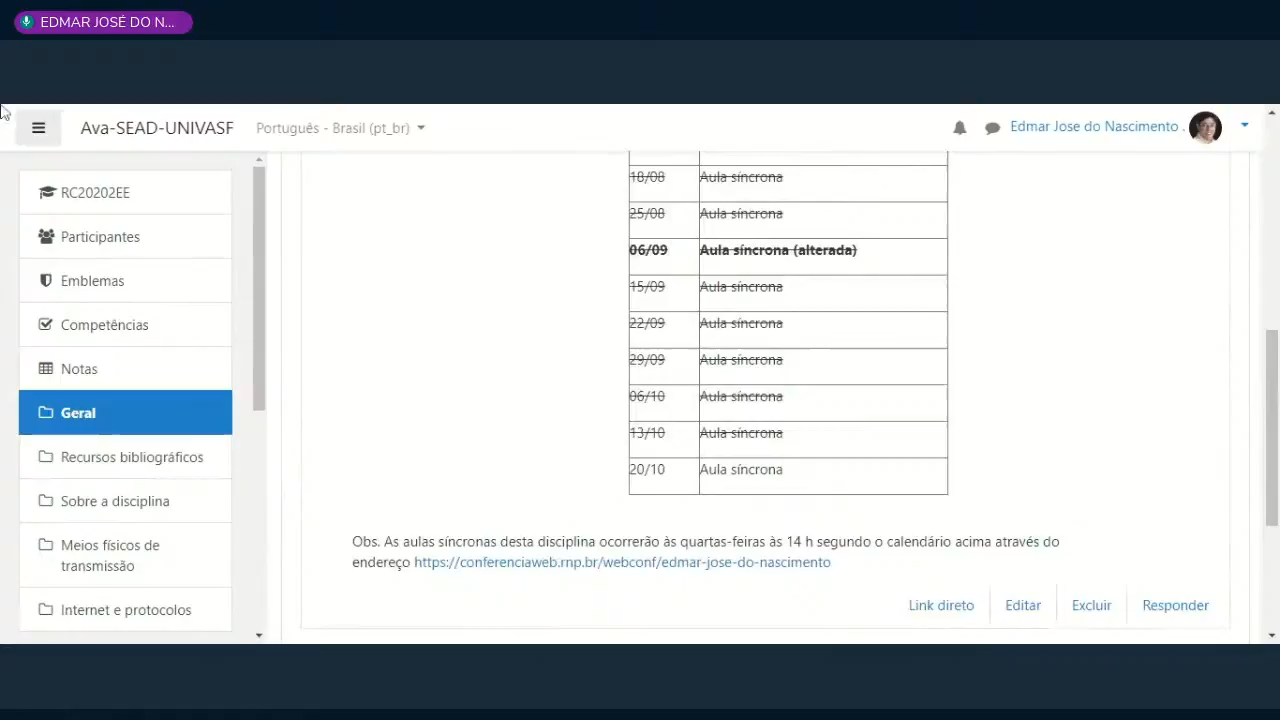 EDMAR JOSÉ DO N...
Ava-SEAD-UNIVASF
Português - Brasil (pt_br)
Edmar Jose do Nascimento .
RC20202EE
Participantes
Emblemas
Competências
Notas
Geral
Recursos bibliográficos
Sobre a disciplina
Meios físicos de
transmissão
Internet e protocolos
18/08 Aula síncrona
25/08 Aula síncrona
06/09 Aula síncrona (alterada)
15/09 Aula síncrona
22/09 Aula síncrona
29/09 Aula síncrona
06/10 Aula síncrona
13/10 Aula síncrona
20/10 Aula síncrona
Obs. As aulas síncronas desta disciplina ocorrerão às quartas-feiras às 14 h segundo o calendário acima através do
endereço https://conferenciaweb.rnp.br/webconf/edmar-jose-do-nascimento
Link direto Editar Excluir Responder